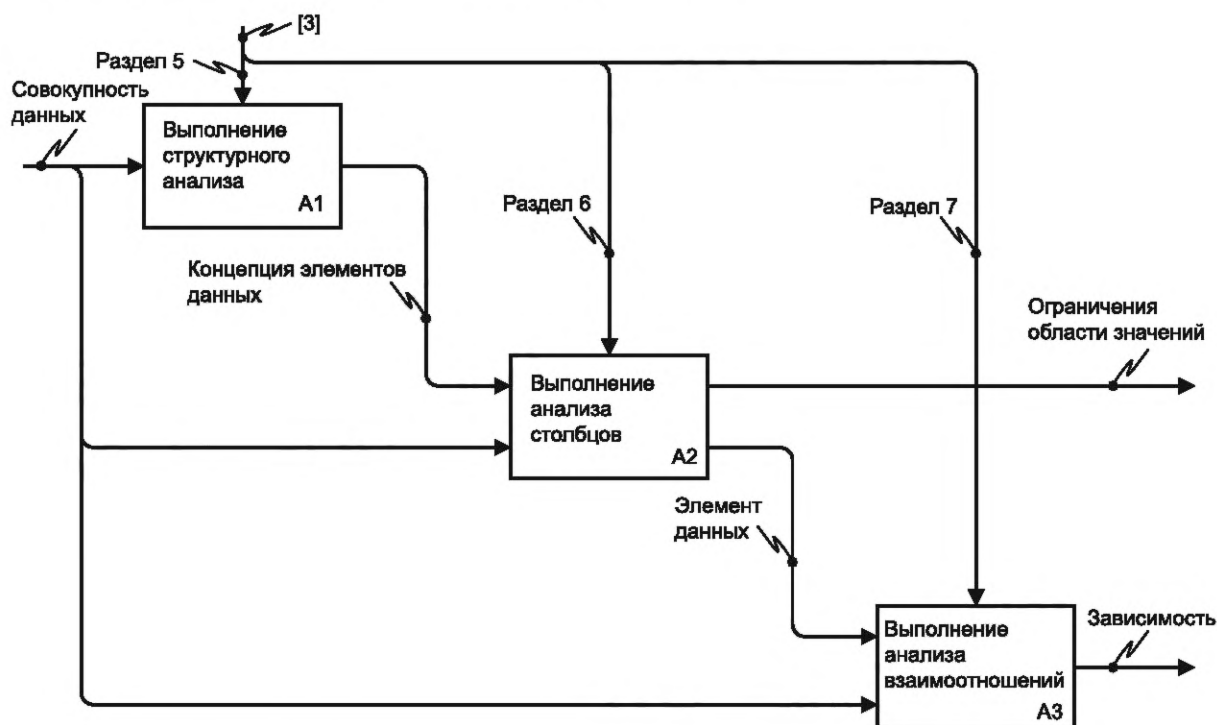 [3]
Раздел 5
Совокупность
данных
Выполнение
структурного
анализа
A1
Раздел 6
Раздел 7
Концепция элементов
данных
Ограничения
области значений
Выполнение
анализа
столбцов
A2
Элемент
данных
Выполнение
анализа
взаимоотношений
A3
Зависимость